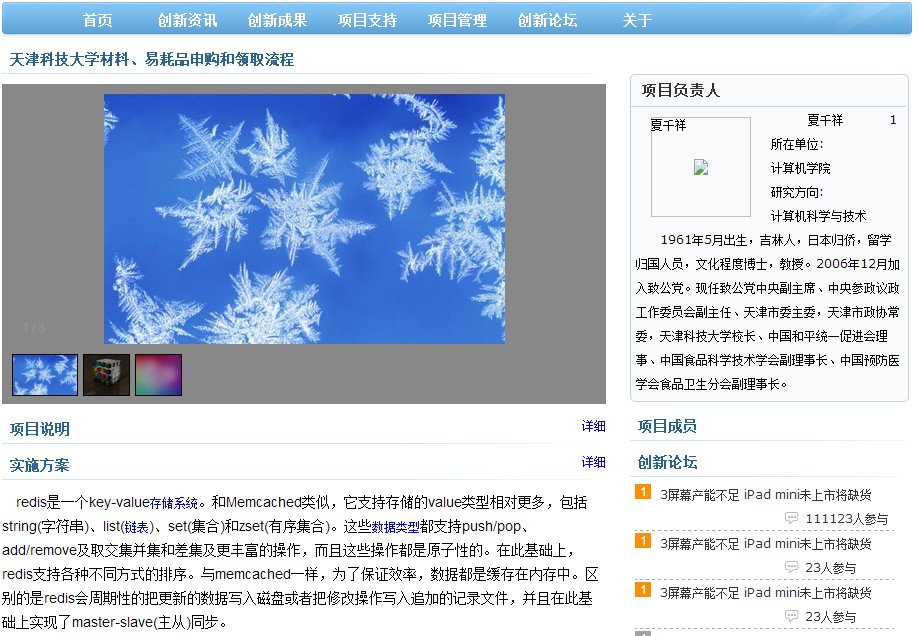 首页 创新资讯 创新成果 项目支持 项目管理 创新论坛 关于
天津科技大学材料、易耗品申购和领取流程
1 / 3
项目说明 详细
实施方案 详细
redis是一个key-value存储系统。和Memcached类似，它支持存储的value类型相对更多，包括
string(字符串)、list(链表)、set(集合)和zset(有序集合)。这些数据类型都支持push/pop、
add/remove及取交集并集和差集及更丰富的操作，而且这些操作都是原子性的。在此基础上，
redis支持各种不同方式的排序。与memcached一样，为了保证效率，数据都是缓存在内存中。区
别的是redis会周期性的把更新的数据写入磁盘或者把修改操作写入追加的记录文件，并且在此基
础上实现了master-slave(主从)同步。
项目负责人
夏千祥
夏千祥 1
所在单位:
计算机学院
研究方向:
计算机科学与技术
1961年5月出生，吉林人，日本归侨，留学
归国人员，文化程度博士，教授。2006年12月加
入致公党。现任致公党中央副主席、中央参政议政
工作委员会副主任、天津市委主委，天津市政协常
委，天津科技大学校长、中国和平统一促进会理
事、中国食品科学技术学会副理事长、中国预防医
学会食品卫生分会副理事长。
项目成员
创新论坛
1 3屏幕产能不足 iPad mini未上市将缺货
111123人参与
1 3屏幕产能不足 iPad mini未上市将缺货
23人参与
1 3屏幕产能不足 iPad mini未上市将缺货
23人参与